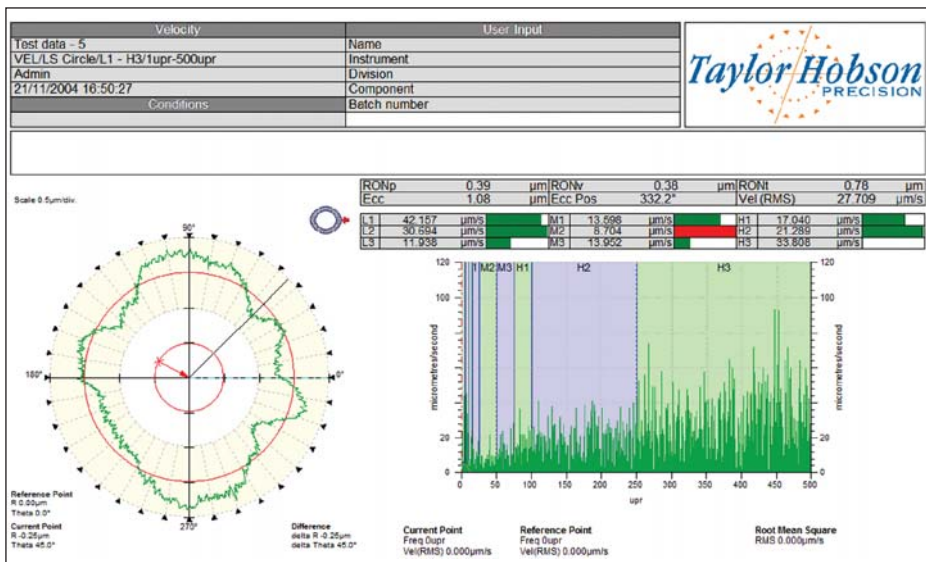 Velocity User Input
Test data - 5 Name
VEL/LS Circle/L1 - H3/1upr-500upr Instrument
Admin Division
21/11/2004 16:50:27 Component
Conditions Batch number
Taylor Hobson
PRECISION
RONp 0.39 µm RONv 0.38 µm RONt 0.78 µm
Ecc 1.08 µm Ecc Pos 332.2° Vel (RMS) 27.709 µm/s
L1 42.157 µm/s M1 13.598 µm/s H1 17.040 µm/s
L2 30.694 µm/s M2 8.704 µm/s H2 21.289 µm/s
L3 11.938 µm/s M3 13.952 µm/s H3 33.808 µm/s
Scale 0.5µm/div.
90°
180°
0°
270°
Reference Point
R 0.00µm
Theta 0.0°
Current Point
R -0.25µm
Theta 45.0°
Difference
delta R -0.25µm
delta Theta 45.0°
120 1 M2 M3 H1 H2 H3 120
100 100
micrometres/second micrometres/second
20 20
0 0
0 50 100 150 200 250 300 350 400 450 500
upr
Current Point
Freq 0upr
Vel(RMS) 0.000µm/s
Reference Point
Freq 0upr
Vel(RMS) 0.000µm/s
Root Mean Square
RMS 0.000µm/s